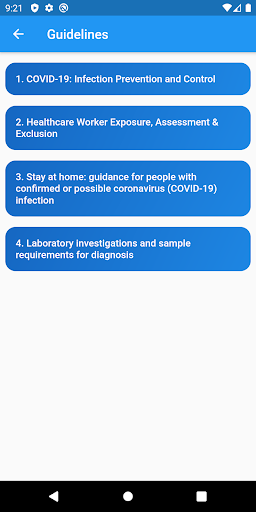 9:21
Guidelines
1. COVID-19: Infection Prevention and Control
2. Healthcare Worker Exposure, Assessment &
Exclusion
3. Stay at home: guidance for people with
confirmed or possible coronavirus (COVID-19)
infection
4. Laboratory investigations and sample
requirements for diagnosis